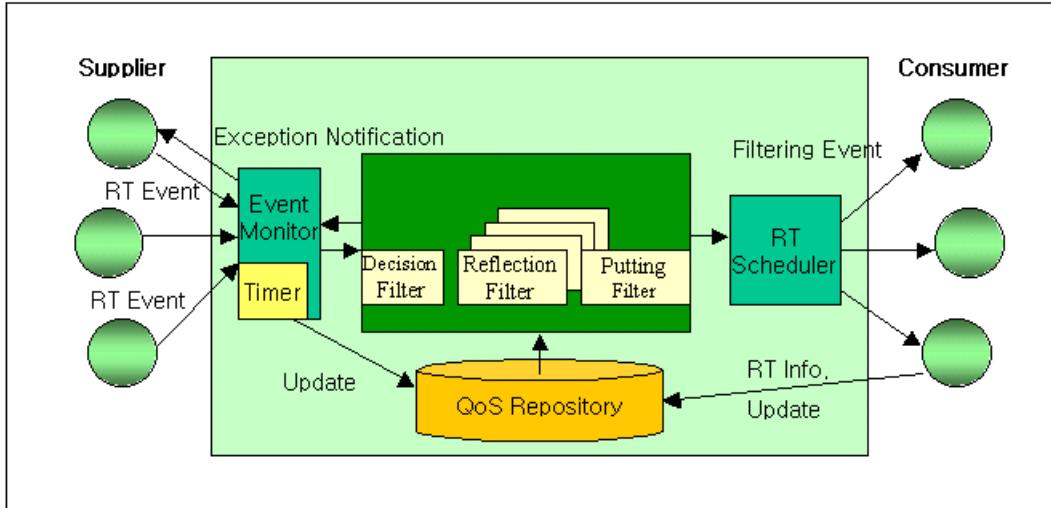 Supplier
Consumer
Exception Notification
Filtering Event
RT Event
Event
Monitor
RT
Scheduler
Decision
Filter
Reflection
Filter
Putting
Filter
Timer
RT Event
Update
RT Info,
Update
QoS Repository